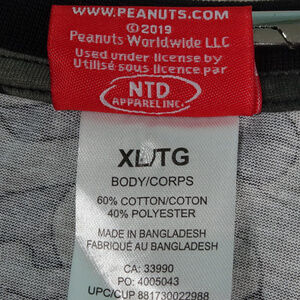 WWW.PEANUTS.COM
©2019
Peanuts Worldwide LLC
Used under license by
Utilisé sous licence par
NTD
APPAREL INC.
XL/TG
BODY/CORPS
60% COTTON/COTON
40% POLYESTER
MADE IN BANGLADESH
FABRIQUÉ AU BANGLADESH
CA: 33990
PO: 4005043
UPC/CUP 881730022988